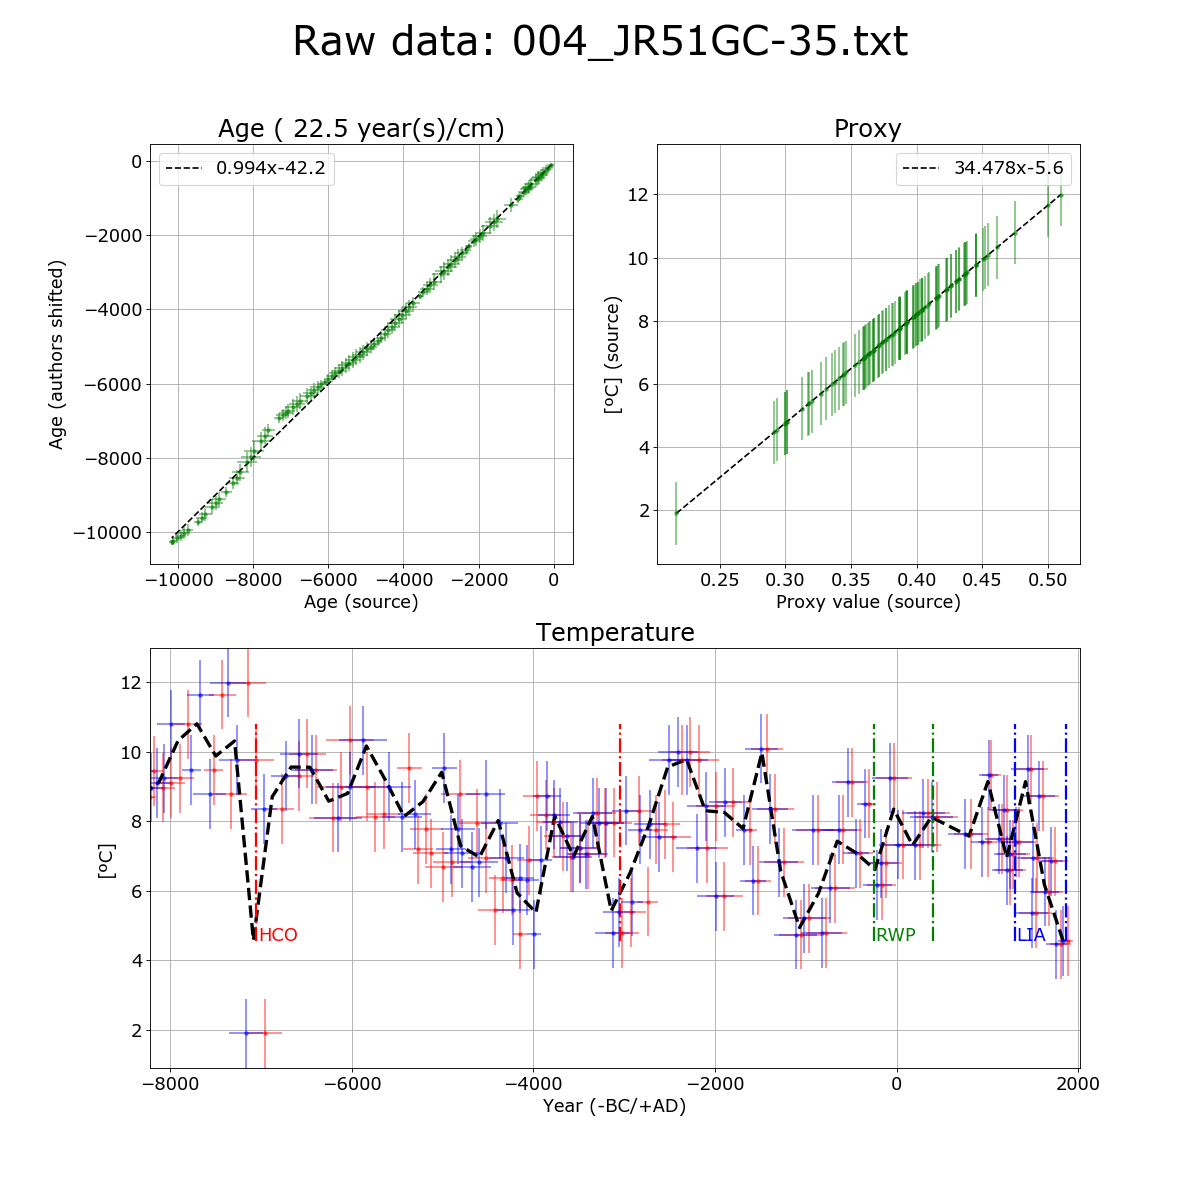 Raw data: 004_JR51GC-35.txt
Age ( 22.5 year(s)/cm)
0.994x-42.2
0
−2000
−4000
−6000
−8000
−10000
Age (authors shifted)
−10000 −8000 −6000 −4000 −2000 0
Age (source)
Proxy
34.478x-5.6
12
10
8
6
4
2
[ºC] (source)
0.25 0.30 0.35 0.40 0.45 0.50
Proxy value (source)
Temperature
12
10
8
6
4
2
[ºC]
HCO
RWP
LIA
−8000 −6000 −4000 −2000 0 2000
Year (-BC/+AD)